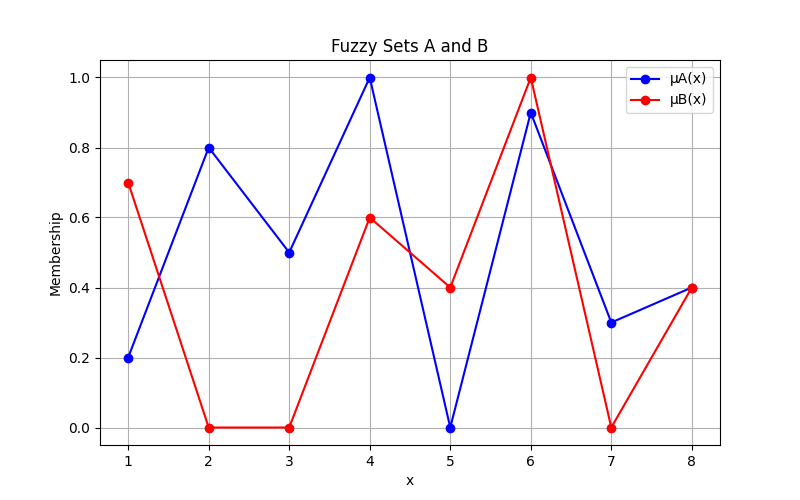 Fuzzy Sets A and B
μA(x)
μB(x)
1.0
0.8
0.6
0.4
0.2
0.0
Membership
1 2 3 4 5 6 7 8
x